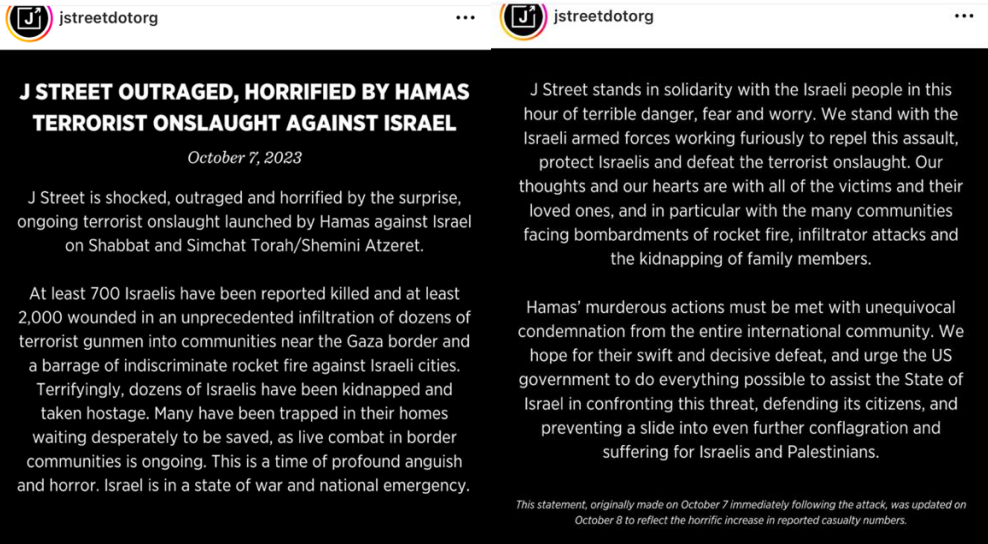 jstreetdotorg
J STREET OUTRAGED, HORRIFIED BY HAMAS
TERRORIST ONSLAUGHT AGAINST ISRAEL
October 7, 2023
J Street is shocked, outraged and horrified by the surprise,
ongoing terrorist onslaught launched by Hamas against Israel
on Shabbat and Simchat Torah/Shemini Atzeret.
At least 700 Israelis have been reported killed and at least
2,000 wounded in an unprecedented infiltration of dozens of
terrorist gunmen into communities near the Gaza border and
a barrage of indiscriminate rocket fire against Israeli cities.
Terrifyingly, dozens of Israelis have been kidnapped and
taken hostage. Many have been trapped in their homes
waiting desperately to be saved, as live combat in border
communities is ongoing. This is a time of profound anguish
and horror. Israel is in a state of war and national emergency.
jstreetdotorg
J Street stands in solidarity with the Israeli people in this
hour of terrible danger, fear and worry. We stand with the
Israeli armed forces working furiously to repel this assault,
protect Israelis and defeat the terrorist onslaught. Our
thoughts and our hearts are with all of the victims and their
loved ones, and in particular with the many communities
facing bombardments of rocket fire, infiltrator attacks and
the kidnapping of family members.
Hamas' murderous actions must be met with unequivocal
condemnation from the entire international community. We
hope for their swift and decisive defeat, and urge the US
government to do everything possible to assist the State of
Israel in confronting this threat, defending its citizens, and
preventing a slide into even further conflagration and
suffering for Israelis and Palestinians.
This statement, originally made on October 7 immediately following the attack, was updated on
October 8 to reflect the horrific increase in reported casualty numbers.